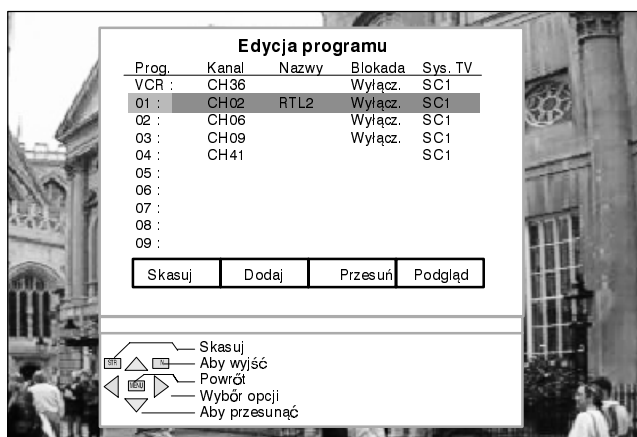 Edycja programu
Prog. Kanal Nazwy Blokada Sys. TV
VCR : CH36 Wyłącz. SC1
01 : CH02 RTL2 Wyłącz. SC1
02 : CH06 Wyłącz. SC1
03 : CH09 Wyłącz. SC1
04 : CH41 SC1
05 :
06 :
07 :
08 :
09 :
Skasuj Dodaj Przesuń Podgląd
Skasuj
STR N Aby wyjść
MENU Powrőt
Wybőr opcji
Aby przesunąć